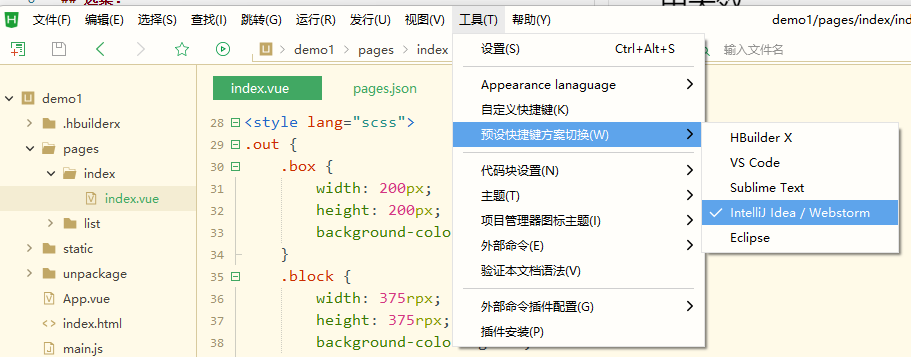 文件(F) 编辑(E) 选择(S) 查找(I) 跳转(G) 运行(R) 发行(U) 视图(V) 工具(T) 帮助(Y) demo1/pages/index/ind
demo1 pages index 输入文件名
设置(S) Ctrl+Alt+S
Appearance lanaguage
自定义快捷键(K)
预设快捷键方案切换(W)
代码块设置(N)
主题(T)
项目管理器图标主题(I)
外部命令(E)
验证本文档语法(V)
外部命令插件配置(G)
插件安装(P)
HBuilder X
VS Code
Sublime Text
IntelliJ Idea / Webstorm
Eclipse
demo1
.hbuilderx
pages
index
index.vue
list
static
unpackage
App.vue
index.html
main.js
index.vue pages.json
28 <style lang="scss">
29 .out {
30 .box {
31 width: 200px;
32 height: 200px;
33 background-colo
34 }
35 .block {
36 width: 375rpx;
37 height: 375rpx;
38 background-colo